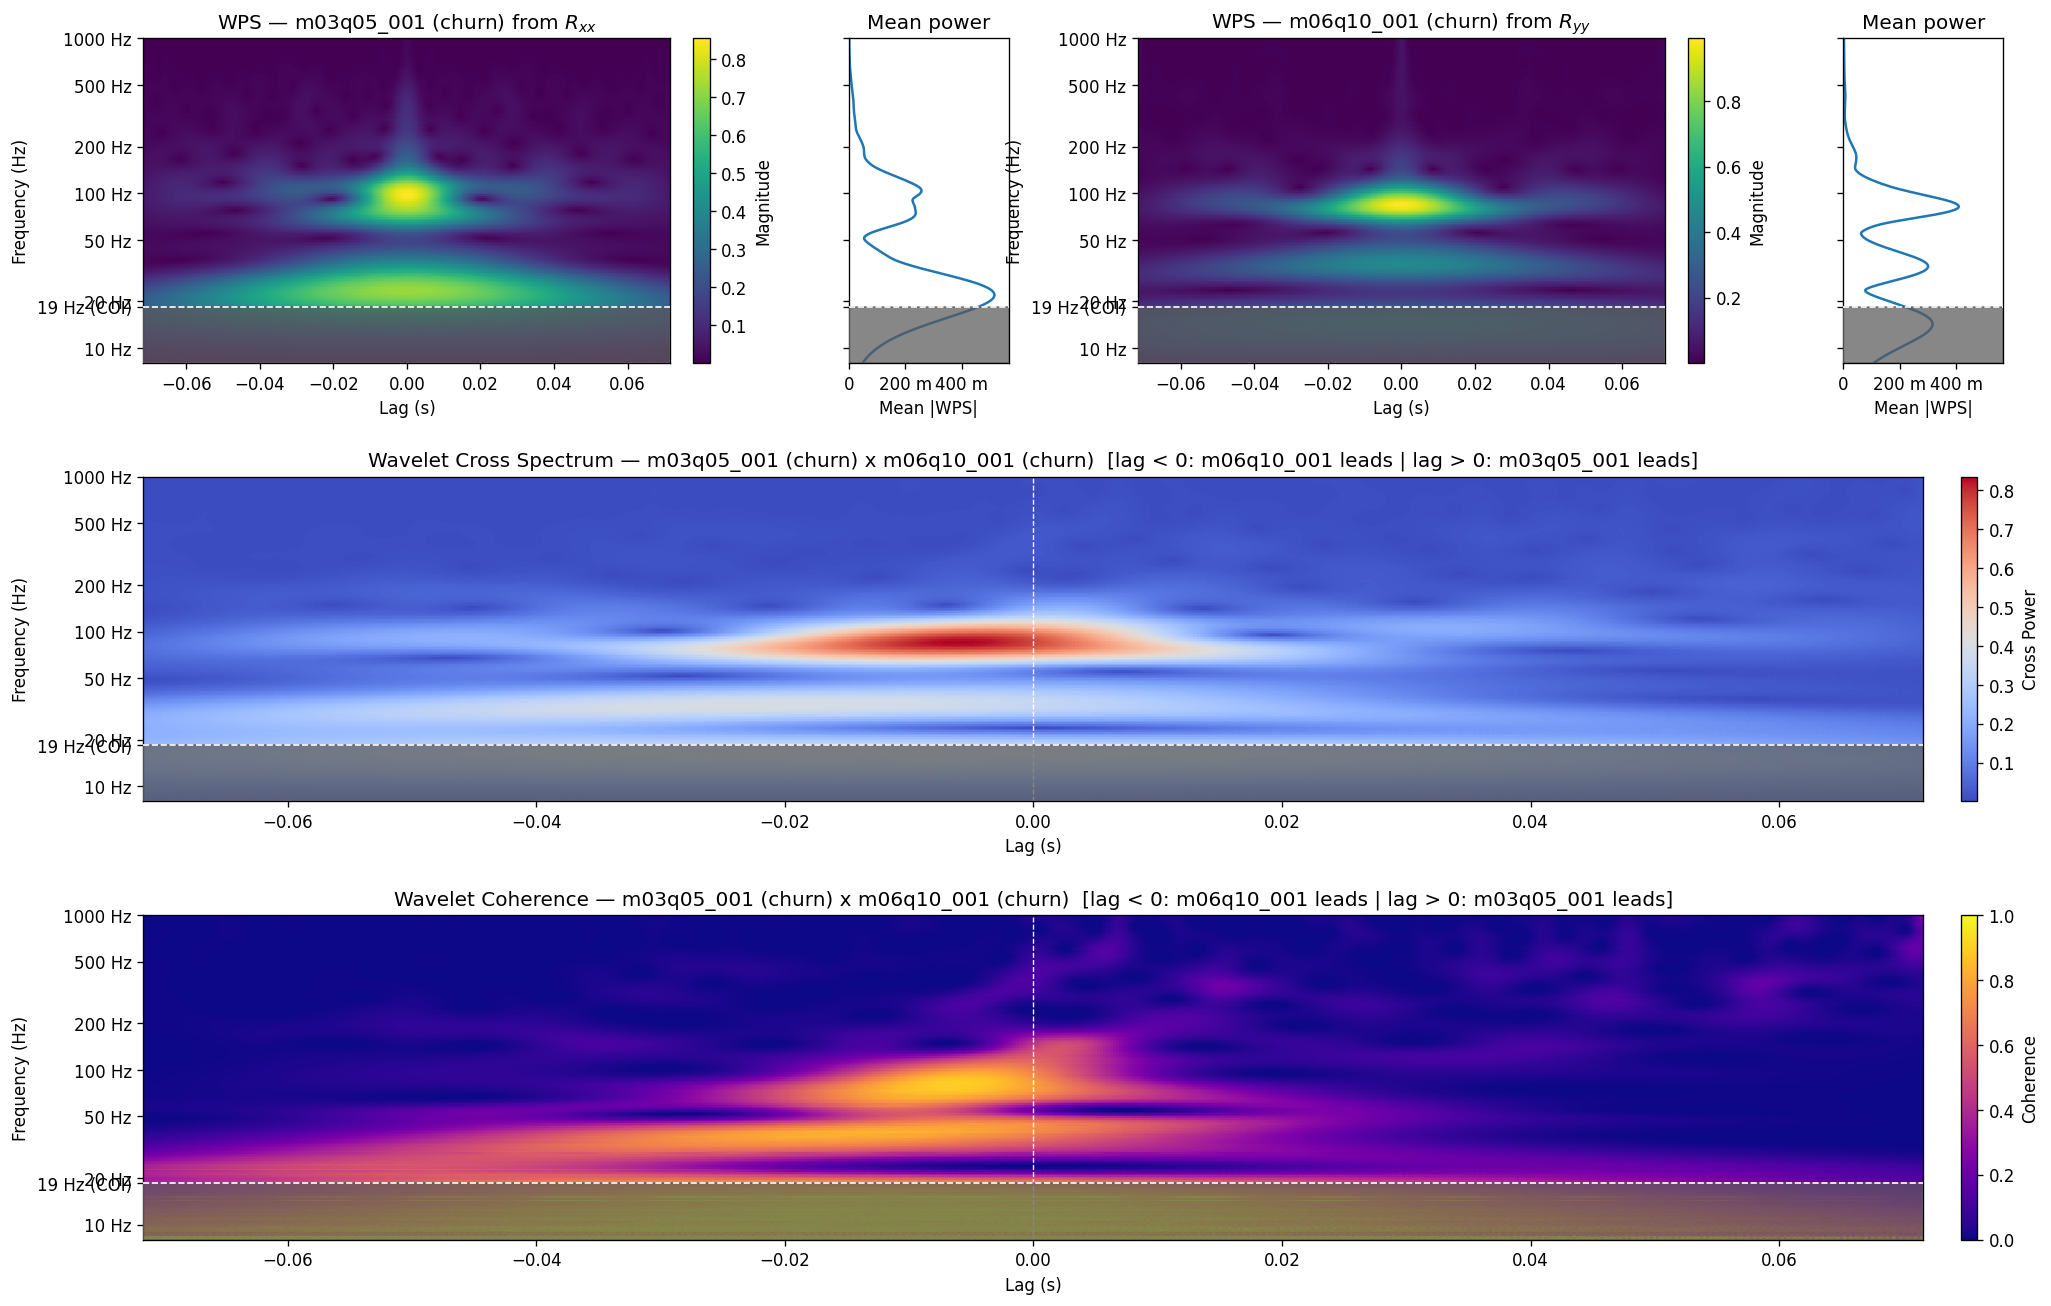 WPS — m03q05_001 (churn) from Rxx
Mean power
WPS — m06q10_001 (churn) from Ryy
Mean power
Frequency (Hz)
1000 Hz
500 Hz
200 Hz
100 Hz
50 Hz
20 Hz
19 Hz (COI)
10 Hz
−0.06
−0.04
−0.02
0.00
0.02
0.04
0.06
Lag (s)
0.8
0.7
0.6
0.5
0.4
0.3
0.2
0.1
Magnitude
0
200 m
400 m
Mean |WPS|
Frequency (Hz)
1000 Hz
500 Hz
200 Hz
100 Hz
50 Hz
20 Hz
19 Hz (COI)
10 Hz
−0.06
−0.04
−0.02
0.00
0.02
0.04
0.06
Lag (s)
0.8
0.6
0.4
0.2
Magnitude
0
200 m
400 m
Mean |WPS|
Wavelet Cross Spectrum — m03q05_001 (churn) x m06q10_001 (churn)  [lag < 0: m06q10_001 leads | lag > 0: m03q05_001 leads]
Frequency (Hz)
1000 Hz
500 Hz
200 Hz
100 Hz
50 Hz
20 Hz
19 Hz (COI)
10 Hz
−0.06
−0.04
−0.02
0.00
0.02
0.04
0.06
Lag (s)
0.8
0.7
0.6
0.5
0.4
0.3
0.2
0.1
Cross Power
Wavelet Coherence — m03q05_001 (churn) x m06q10_001 (churn)  [lag < 0: m06q10_001 leads | lag > 0: m03q05_001 leads]
Frequency (Hz)
1000 Hz
500 Hz
200 Hz
100 Hz
50 Hz
20 Hz
19 Hz (COI)
10 Hz
−0.06
−0.04
−0.02
0.00
0.02
0.04
0.06
Lag (s)
1.0
0.8
0.6
0.4
0.2
0.0
Coherence